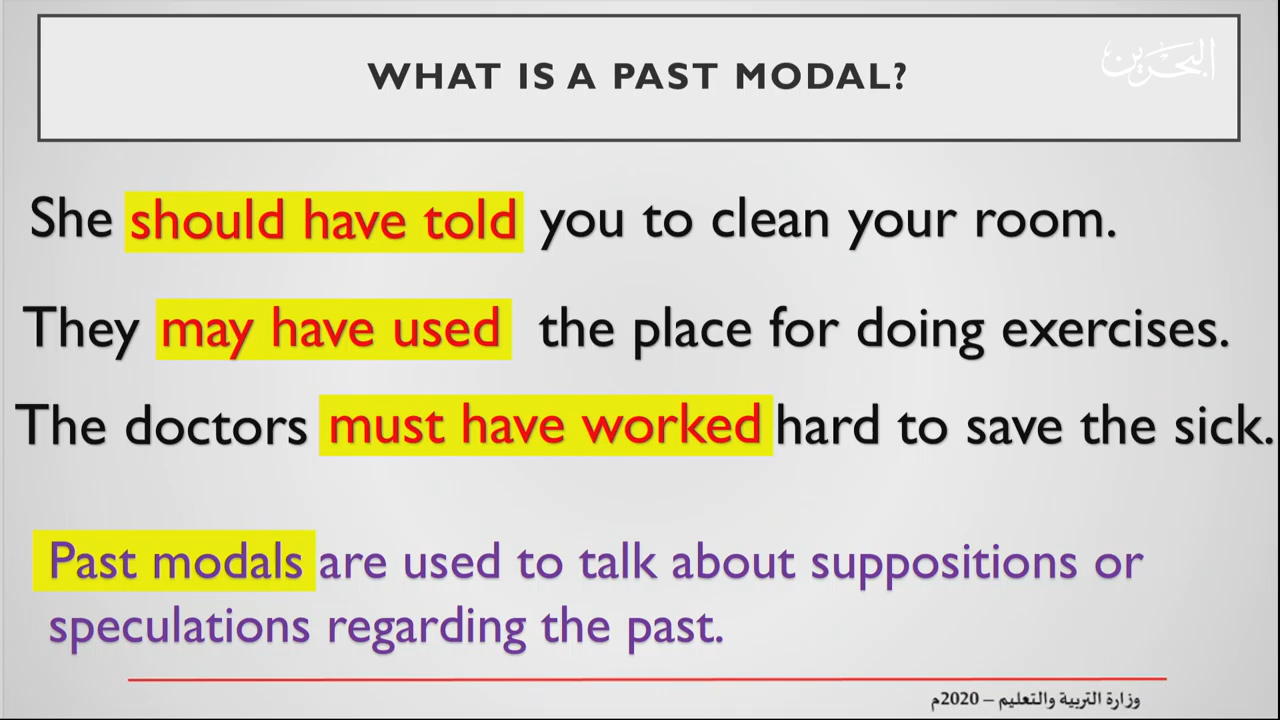 WHAT IS A PAST MODAL?
البحرين
She should have told you to clean your room.
They may have used the place for doing exercises.
The doctors must have worked hard to save the sick.
Past modals are used to talk about suppositions or
speculations regarding the past.
وزارة التربية والتعليم – 2020م